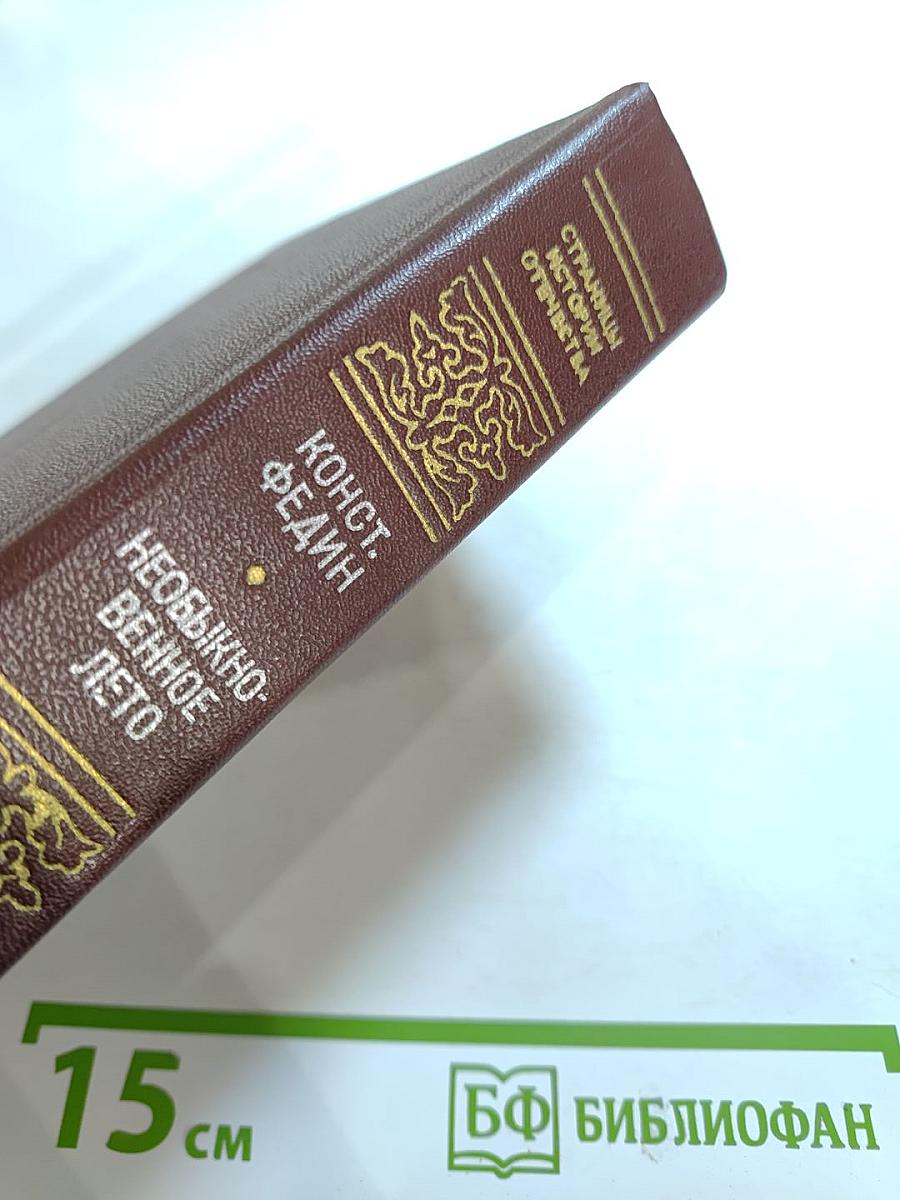 СТРАНИЦЫ
ИСТОРИИ
ОТЕЧЕСТВА
КОНСТ.
ФЕДИН
НЕОБЫКНО-
ВЕННОЕ
ЛЕТО
15 см
БФ БИБЛИОФАН